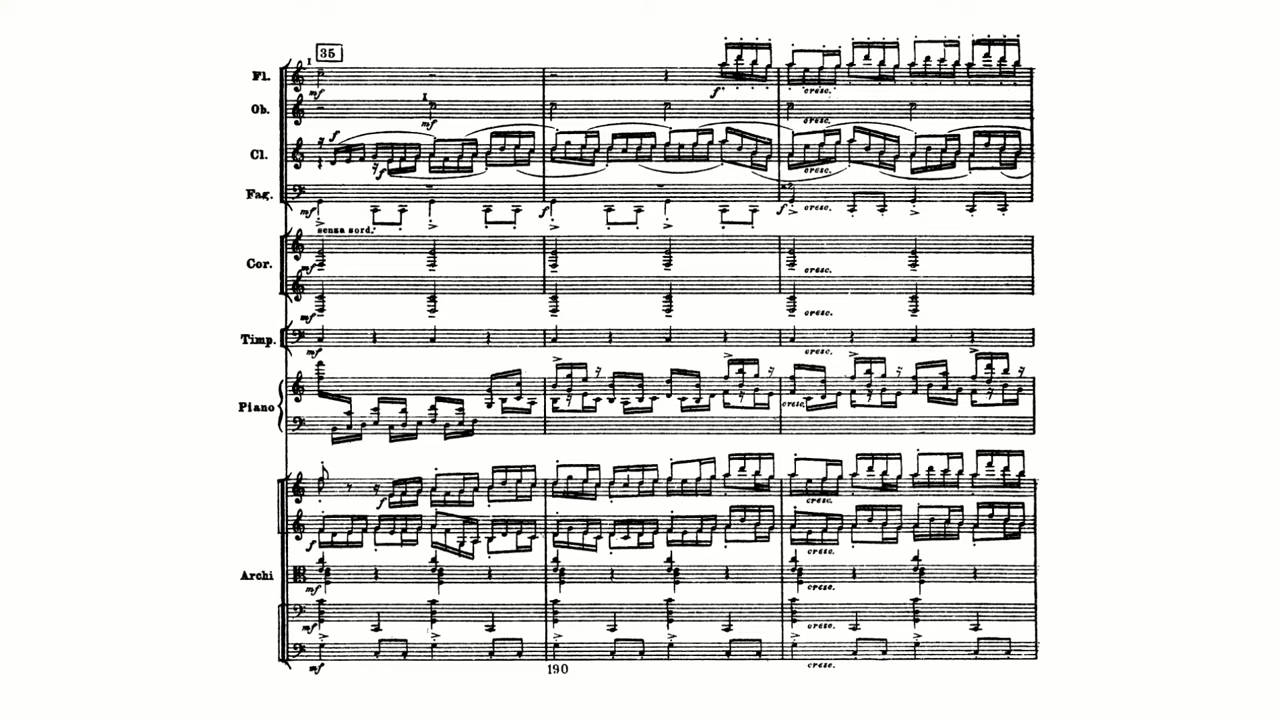 35
I
Fl.
mf
f
cresc.
I
Ob.
mf
cresc.
f
Cl.
f
cresc.
Fag.
mf
f
f
cresc.
senza sord.
Cor.
mf
cresc.
mf
cresc.
Timp.
mf
cresc.
Piano
cresc.
f
cresc.
f
cresc.
Archi
mf
cresc.
mf
cresc.
mf
cresc.
190